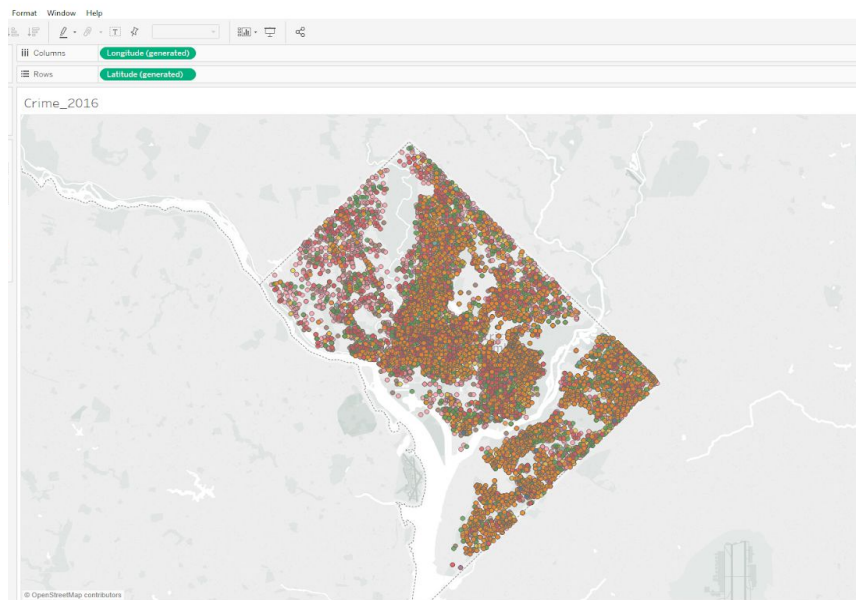 Format Window Help
Columns Longitude (generated)
Rows Latitude (generated)
Crime_2016
© OpenStreetMap contributors